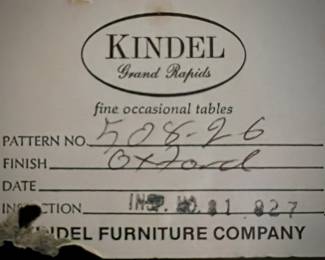 KINDEL
Grand Rapids
fine occasional tables
PATTERN NO. 508-26
FINISH Oxford
DATE
INSPECTION INSP. NO. 81 827
KINDEL FURNITURE COMPANY